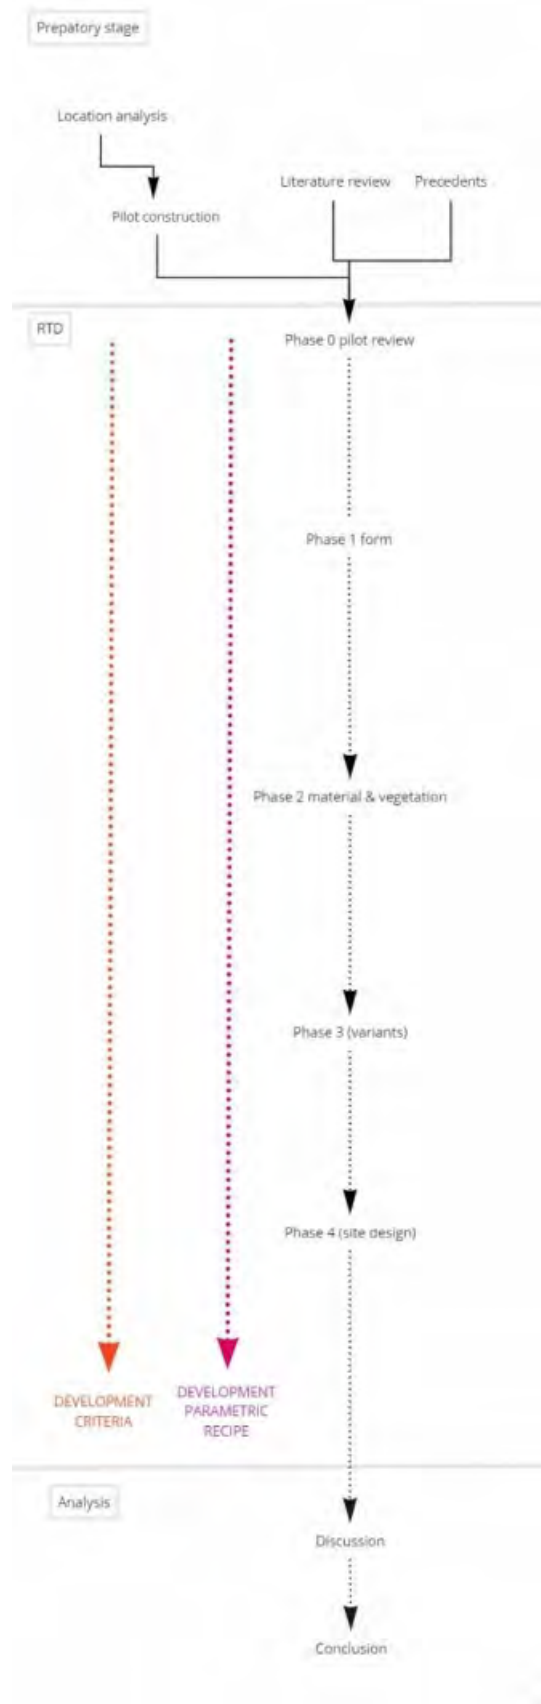 Prepatory stage
Location analysis
Literature review
Precedents
Pilot construction
RTD
Phase 0 pilot review
Phase 1 form
Phase 2 material & vegetation
Phase 3 (variants)
Phase 4 (site design)
DEVELOPMENT
CRITERIA
DEVELOPMENT
PARAMETRIC
RECIPE
Analysis
Discussion
Conclusion